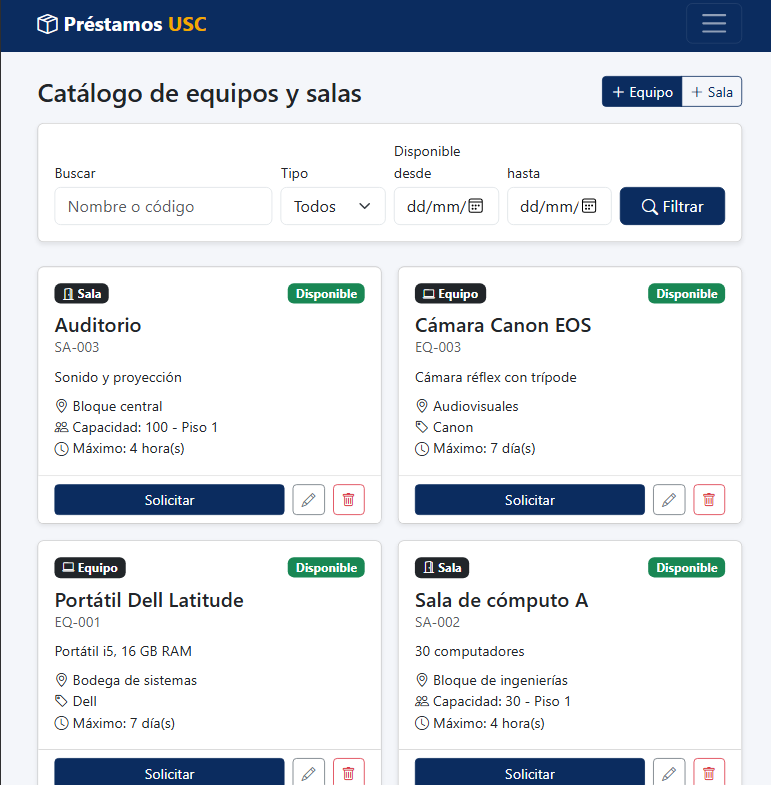 Préstamos USC
Catálogo de equipos y salas
+ Equipo
+ Sala
Disponible
Buscar
Tipo
desde
hasta
Nombre o código
Todos
dd/mm/
dd/mm/
Filtrar
Sala
Disponible
Auditorio
SA-003
Sonido y proyección
Bloque central
Capacidad: 100 - Piso 1
Máximo: 4 hora(s)
Solicitar
Equipo
Disponible
Cámara Canon EOS
EQ-003
Cámara réflex con trípode
Audiovisuales
Canon
Máximo: 7 día(s)
Solicitar
Equipo
Disponible
Portátil Dell Latitude
EQ-001
Portátil i5, 16 GB RAM
Bodega de sistemas
Dell
Máximo: 7 día(s)
Solicitar
Sala
Disponible
Sala de cómputo A
SA-002
30 computadores
Bloque de ingenierías
Capacidad: 30 - Piso 1
Máximo: 4 hora(s)
Solicitar